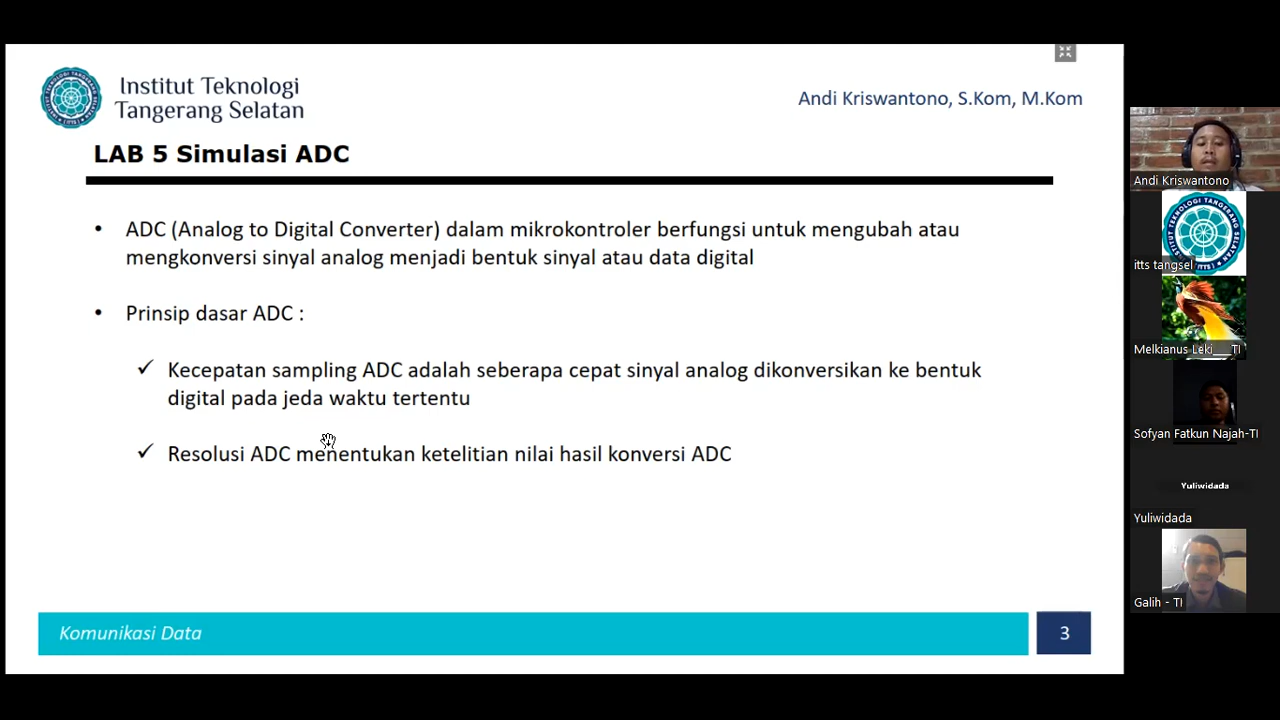 Institut Teknologi
Tangerang Selatan
Andi Kriswantono, S.Kom, M.Kom
LAB 5 Simulasi ADC
• ADC (Analog to Digital Converter) dalam mikrokontroler berfungsi untuk mengubah atau
mengkonversi sinyal analog menjadi bentuk sinyal atau data digital
• Prinsip dasar ADC :
✓ Kecepatan sampling ADC adalah seberapa cepat sinyal analog dikonversikan ke bentuk
digital pada jeda waktu tertentu
✓ Resolusi ADC menentukan ketelitian nilai hasil konversi ADC
Komunikasi Data
3
Andi Kriswantono
itts tangsel
Melkianus Leki___TI
Sofyan Fatkun Najah-TI
Yuliwidada
Yuliwidada
Galih - TI